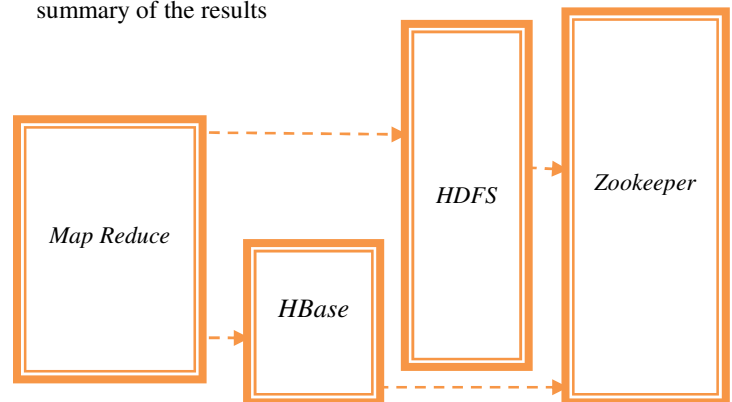 summary of the results
HDFS
Zookeeper
Map Reduce
HBase